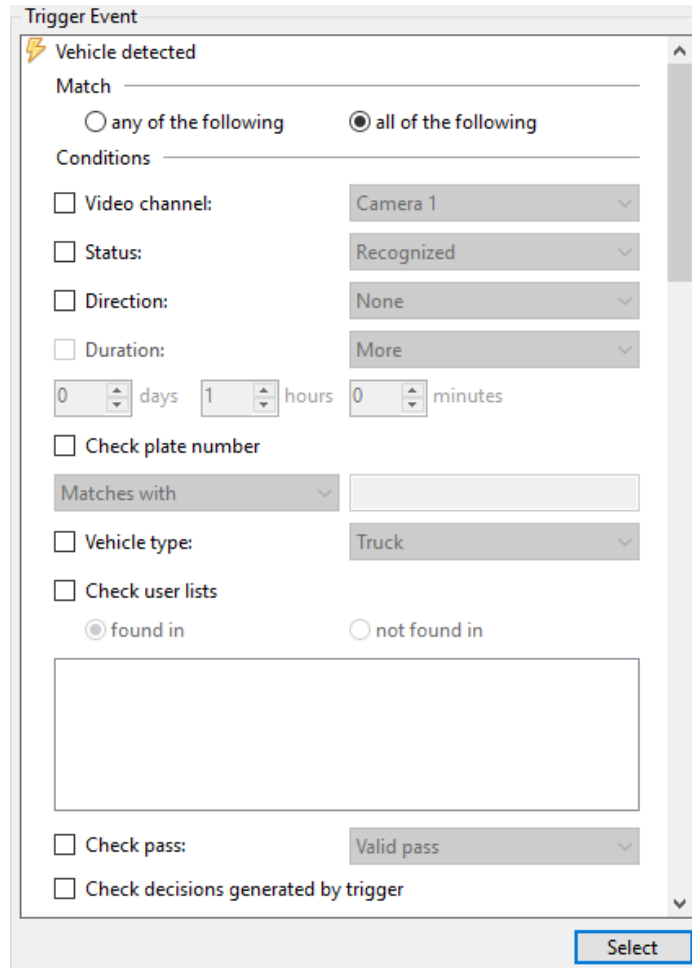 Trigger Event
Vehicle detected
Match
any of the following all of the following
Conditions
Video channel: Camera 1
Status: Recognized
Direction: None
Duration: More
0 days 1 hours 0 minutes
Check plate number
Matches with
Vehicle type: Truck
Check user lists
found in not found in
Check pass: Valid pass
Check decisions generated by trigger
Select